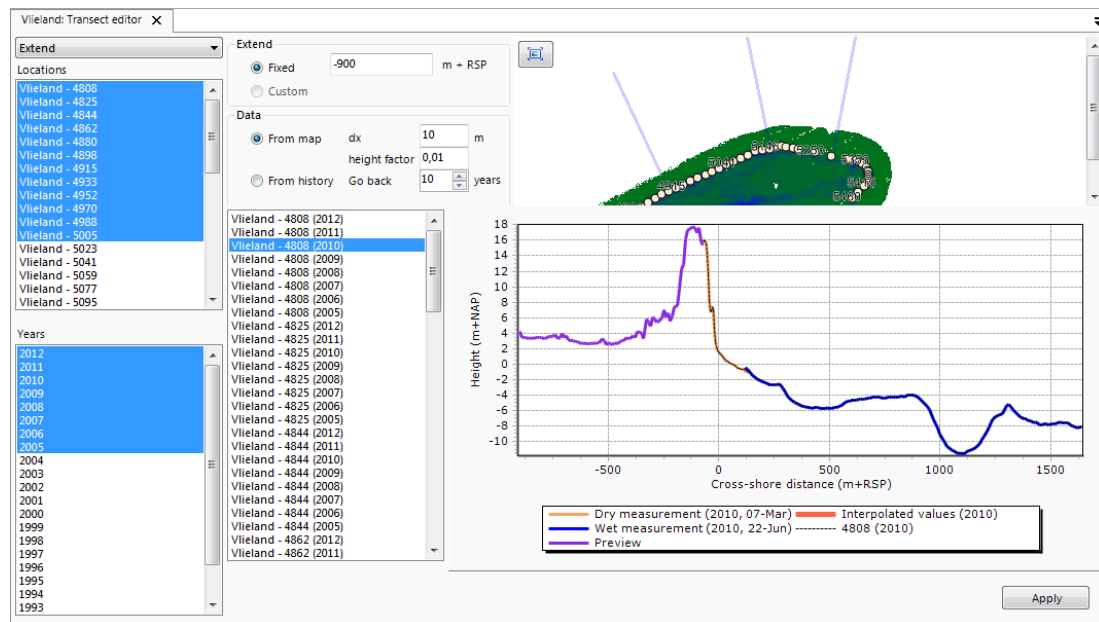 Vlieland: Transect editor
Extend
Locations
Vlieland - 4808
Vlieland - 4825
Vlieland - 4844
Vlieland - 4862
Vlieland - 4880
Vlieland - 4898
Vlieland - 4915
Vlieland - 4933
Vlieland - 4952
Vlieland - 4970
Vlieland - 4988
Vlieland - 5005
Vlieland - 5023
Vlieland - 5041
Vlieland - 5059
Vlieland - 5077
Vlieland - 5095
Years
2012
2011
2010
2009
2008
2007
2006
2005
2004
2003
2002
2001
2000
1999
1998
1997
1996
1995
1994
1993
Extend
Fixed -900 m + RSP
Custom
Data
From map dx 10 m
height factor 0,01
From history Go back 10 years
Vlieland - 4808 (2012)
Vlieland - 4808 (2011)
Vlieland - 4808 (2010)
Vlieland - 4808 (2009)
Vlieland - 4808 (2008)
Vlieland - 4808 (2007)
Vlieland - 4808 (2006)
Vlieland - 4808 (2005)
Vlieland - 4825 (2012)
Vlieland - 4825 (2011)
Vlieland - 4825 (2010)
Vlieland - 4825 (2009)
Vlieland - 4825 (2008)
Vlieland - 4825 (2007)
Vlieland - 4825 (2006)
Vlieland - 4825 (2005)
Vlieland - 4844 (2012)
Vlieland - 4844 (2011)
Vlieland - 4844 (2010)
Vlieland - 4844 (2009)
Vlieland - 4844 (2008)
Vlieland - 4844 (2007)
Vlieland - 4844 (2006)
Vlieland - 4844 (2005)
Vlieland - 4862 (2012)
Vlieland - 4862 (2011)
4915
5040
5250
5350
5460
18
16
14
12
10
8
6
4
2
0
-2
-4
-6
-8
-10
Height (m+NAP)
-500 0 500 1000 1500
Cross-shore distance (m+RSP)
Dry measurement (2010, 07-Mar) Interpolated values (2010)
Wet measurement (2010, 22-Jun) 4808 (2010)
Preview
Apply